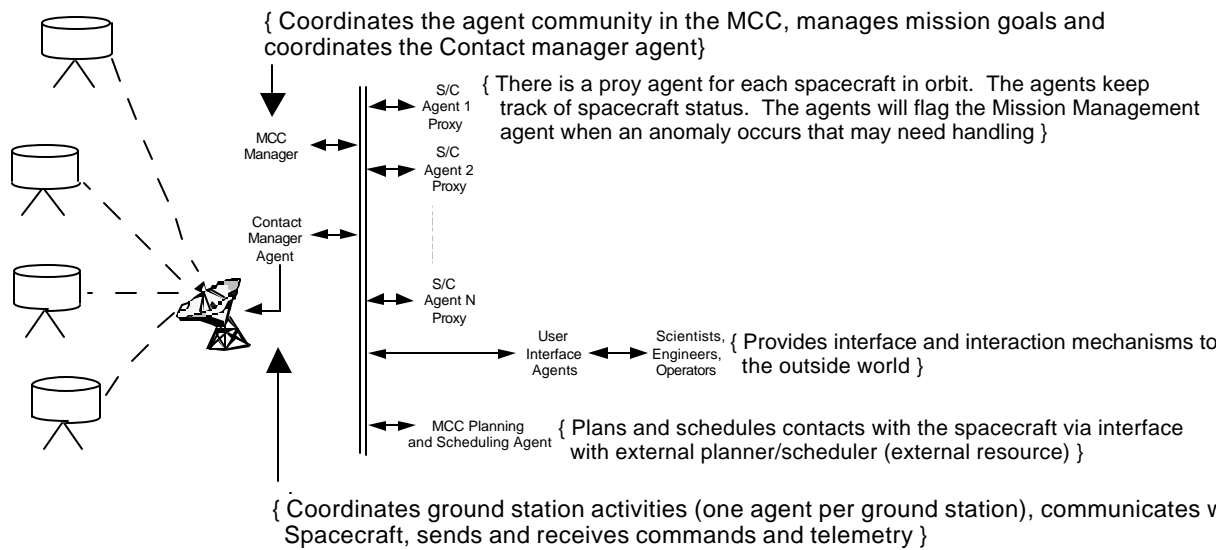 { Coordinates the agent community in the MCC, manages mission goals and
coordinates the Contact manager agent}
S/C
Agent 1
Proxy
{ There is a proy agent for each spacecraft in orbit. The agents keep
track of spacecraft status. The agents will flag the Mission Management
agent when an anomaly occurs that may need handling }
MCC
Manager
S/C
Agent 2
Proxy
Contact
Manager
Agent
S/C
Agent N
Proxy
User
Interface
Agents
Scientists,
Engineers,
Operators
{ Provides interface and interaction mechanisms to
the outside world }
MCC Planning
and Scheduling Agent
{ Plans and schedules contacts with the spacecraft via interface
with external planner/scheduler (external resource) }
{ Coordinates ground station activities (one agent per ground station), communicates
Spacecraft, sends and receives commands and telemetry }